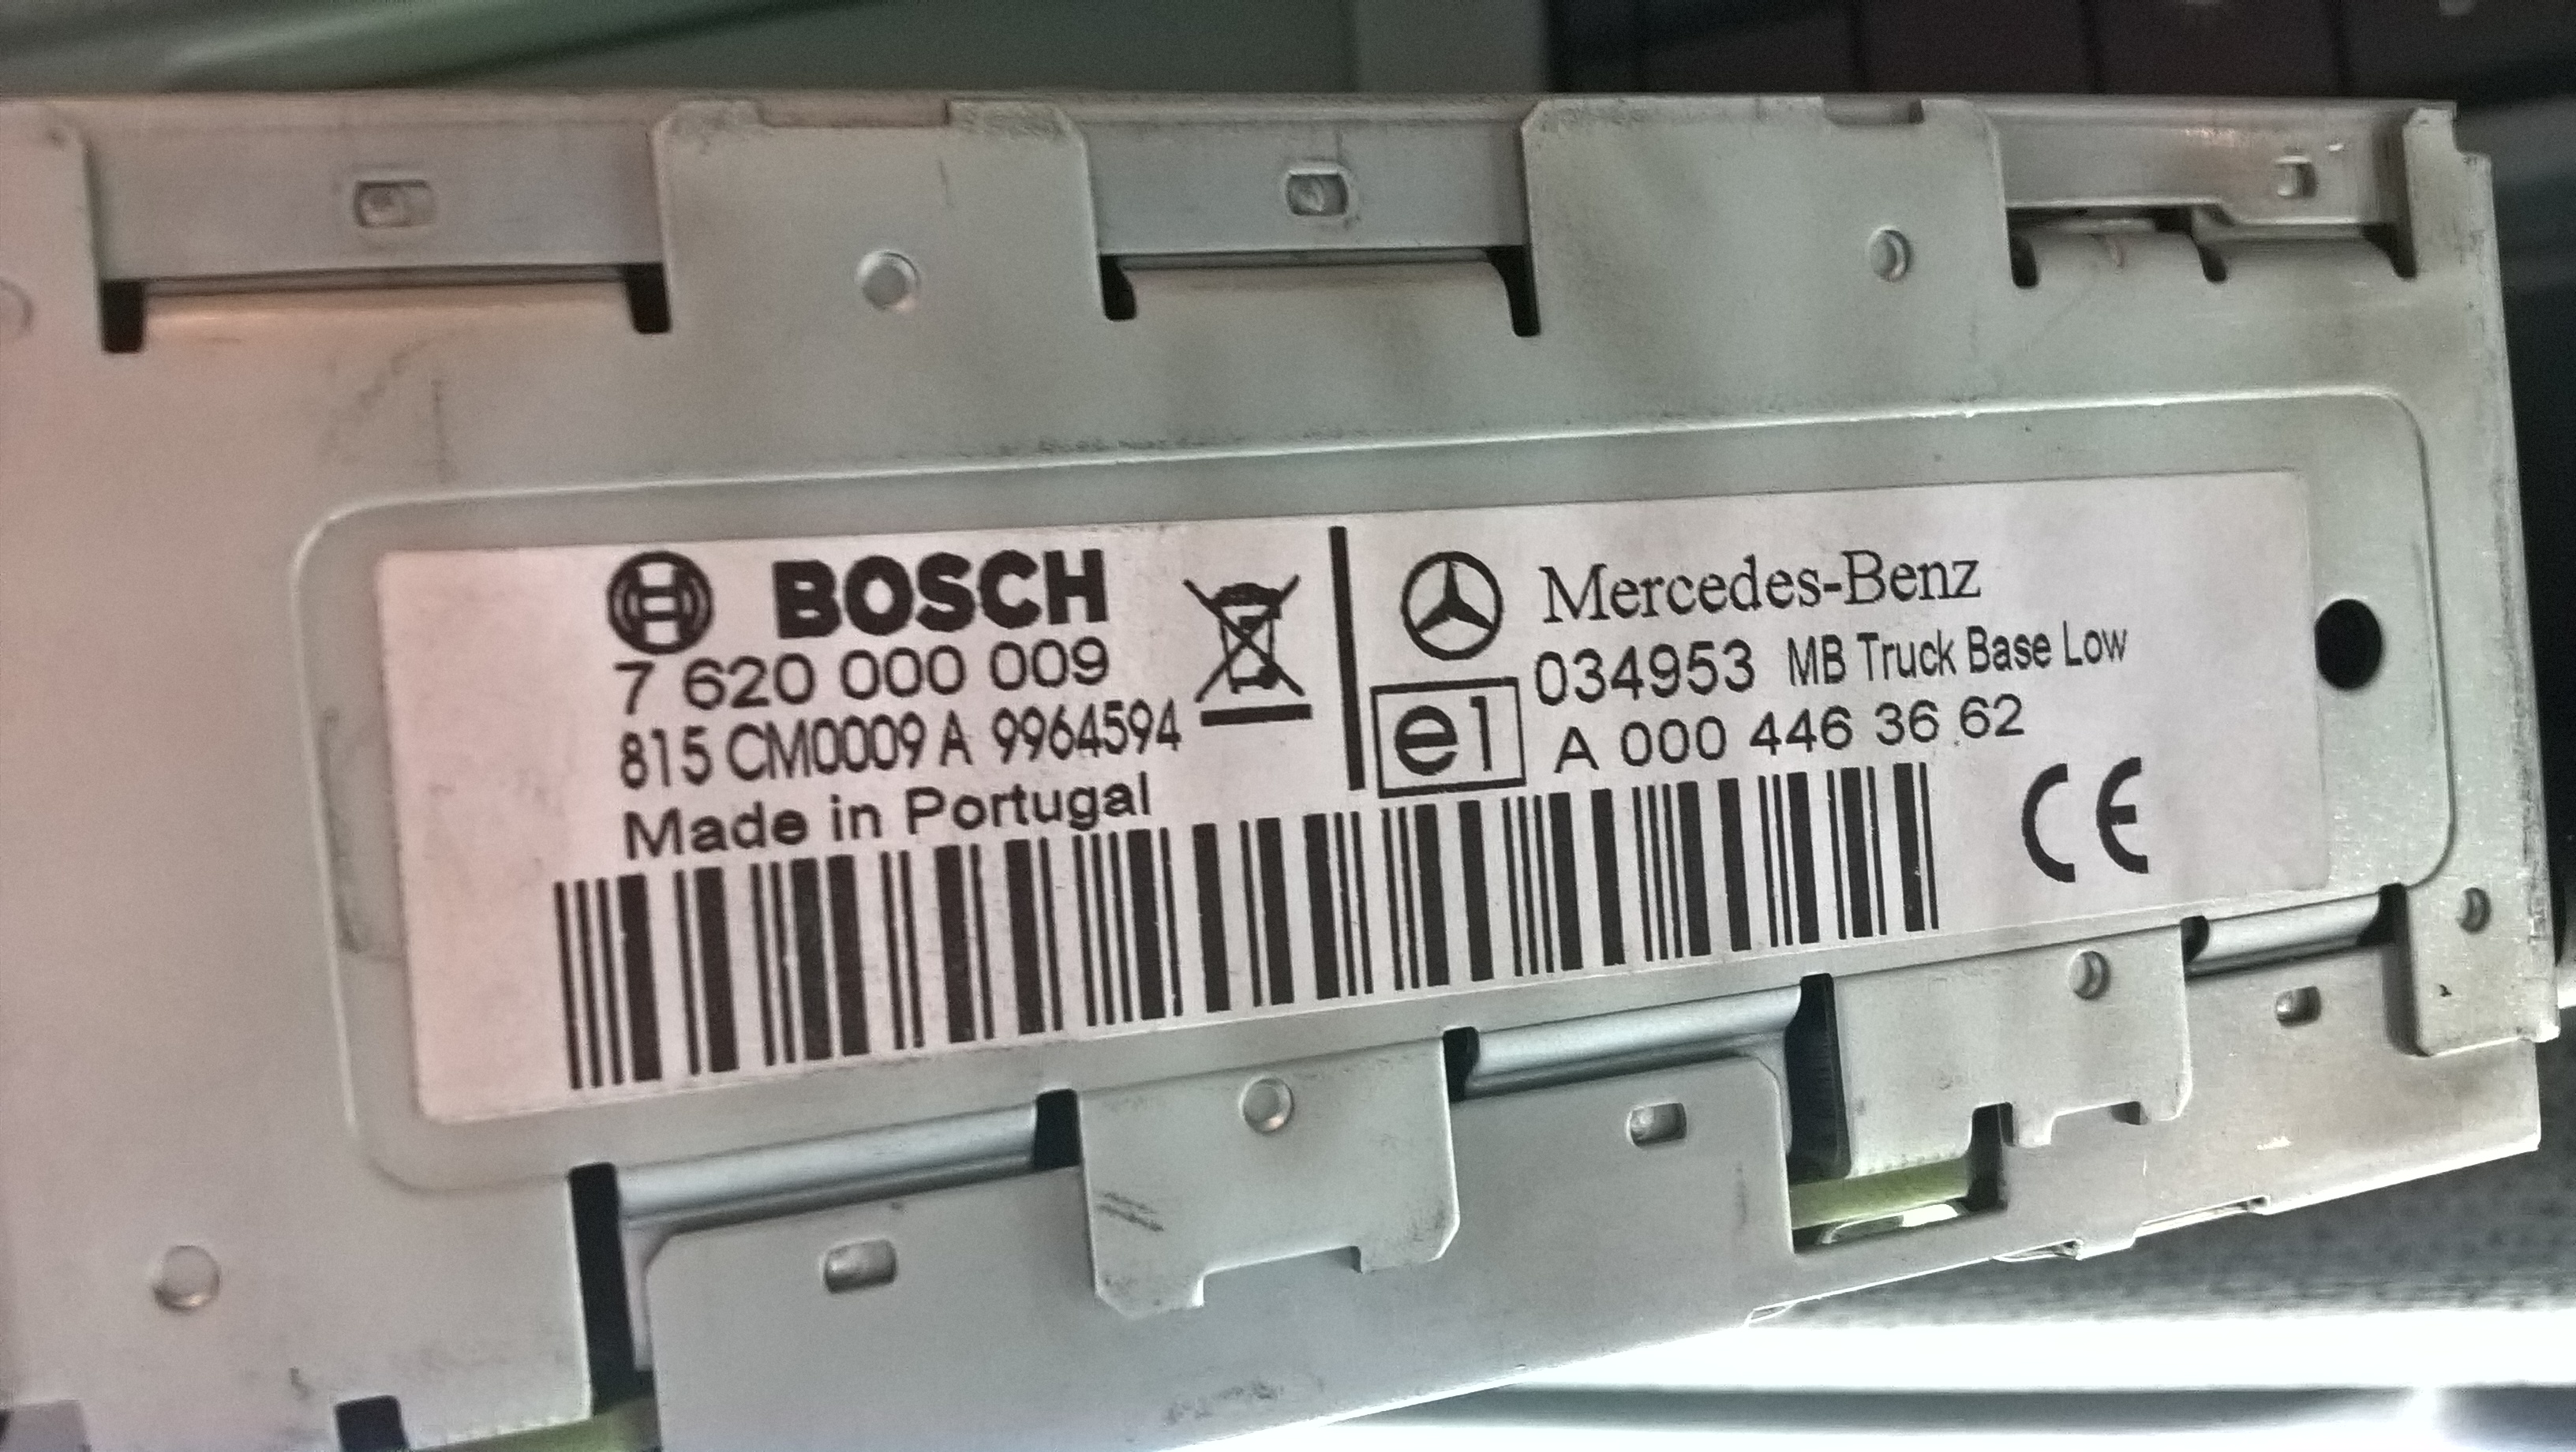 BOSCH
7 620 000 009
815 CM0009 A 9964594
Made in Portugal
Mercedes-Benz
034953 MB Truck Base Low
e1
A 000 446 36 62
CE